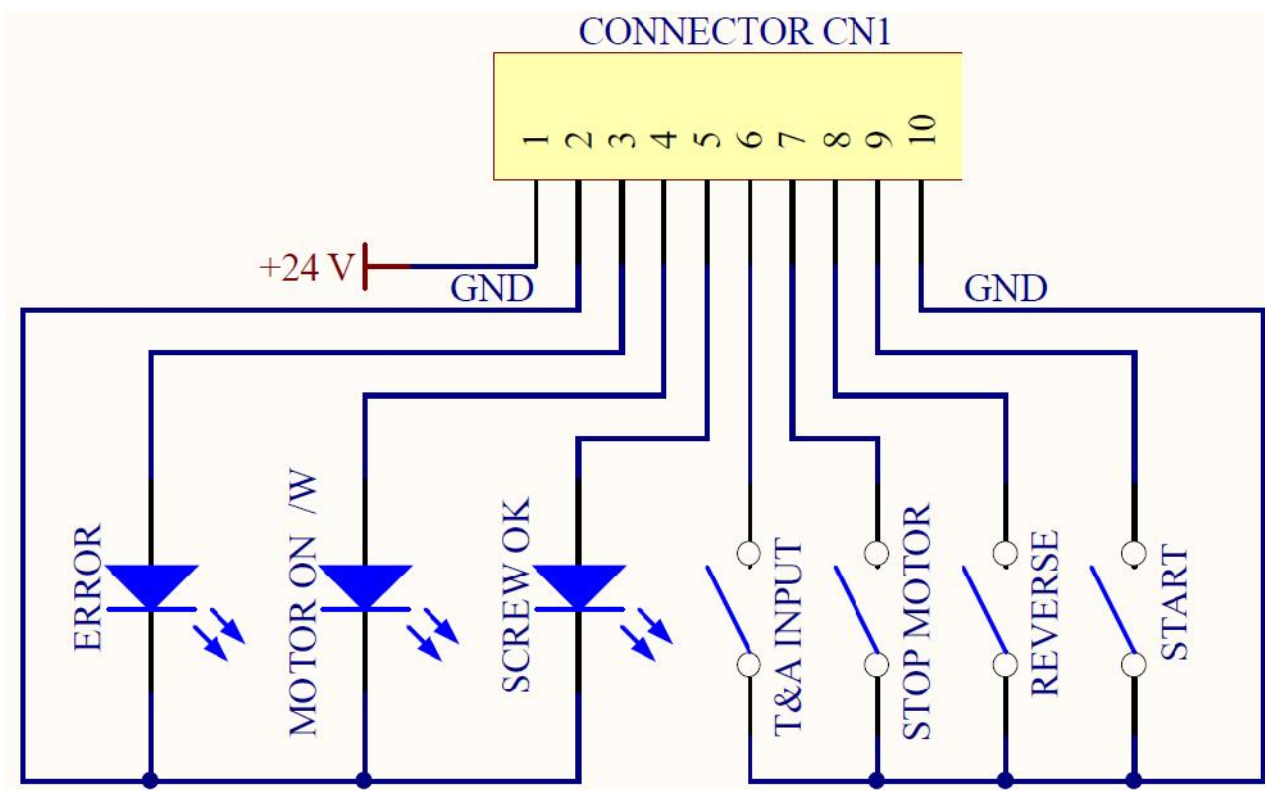 CONNECTOR CN1
1 2 3 4 5 6 7 8 9 10
+24 V
GND
GND
ERROR
MOTOR ON /W
SCREW OK
T&A INPUT
STOP MOTOR
REVERSE
START